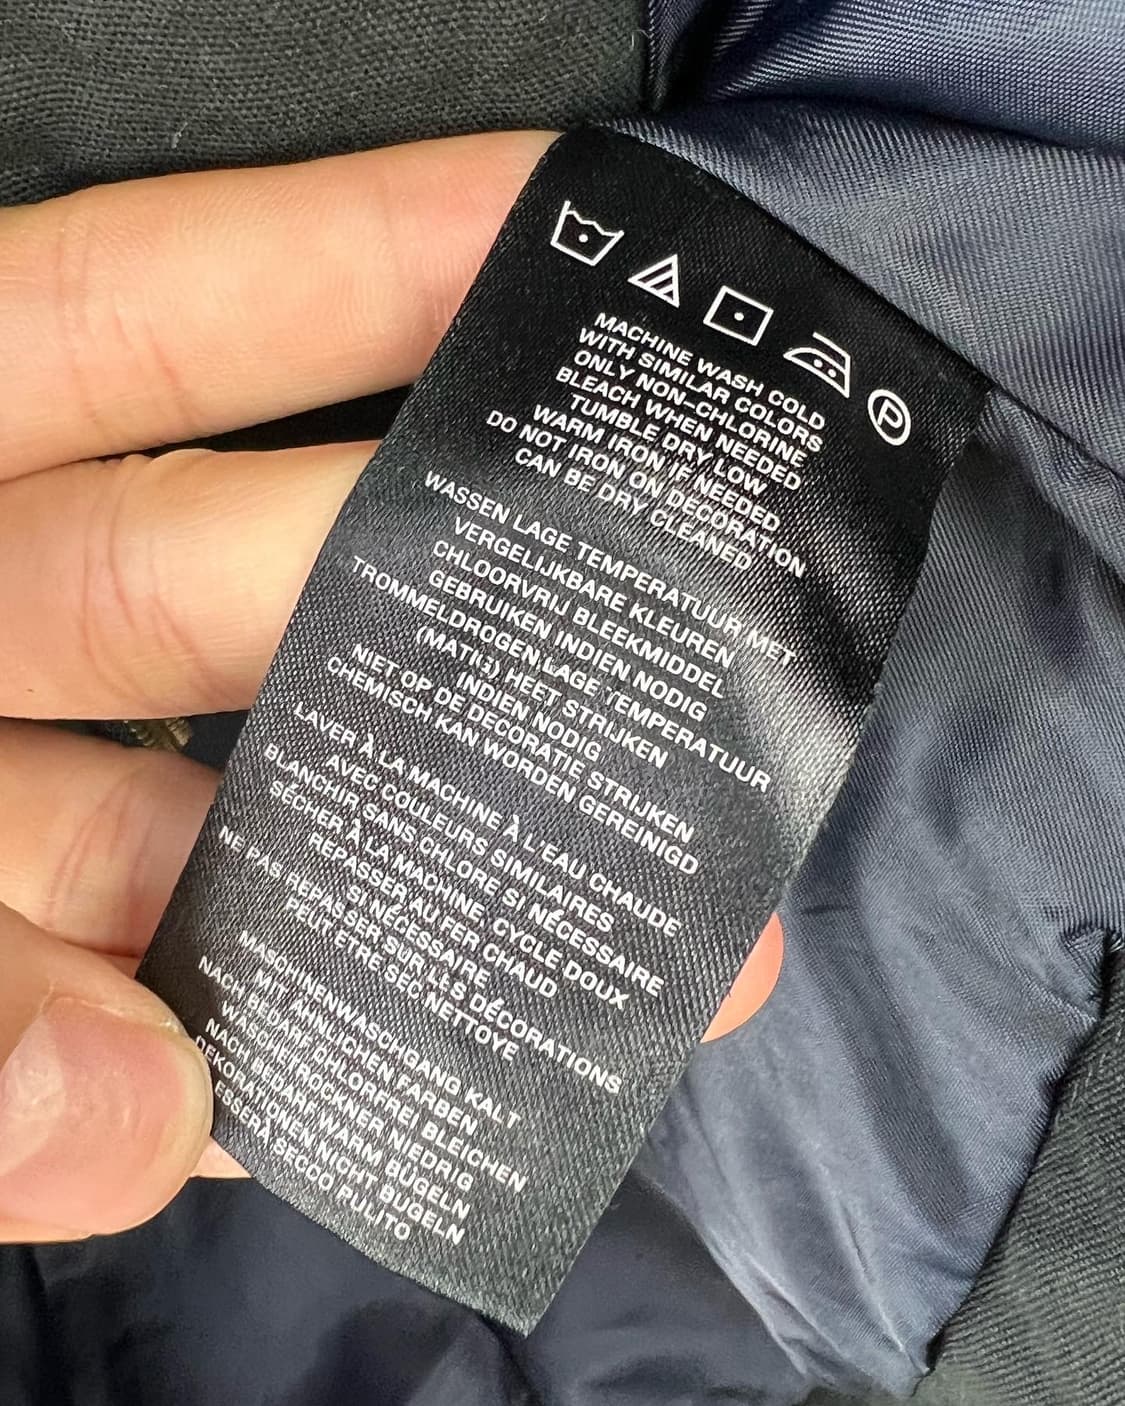 P
MACHINE WASH COLD
WITH SIMILAR COLORS
ONLY NON-CHLORINE
BLEACH WHEN NEEDED
TUMBLE DRY LOW
WARM IRON IF NEEDED
DO NOT IRON ON DECORATION
CAN BE DRY CLEANED
WASSEN LAGE TEMPERATUUR MET
VERGELIJKBARE KLEUREN
CHLOORVRIJ BLEEKMIDDEL
GEBRUIKEN INDIEN NODIG
TROMMELDROGEN LAGE TEMPERATUUR
(MATIG) HEET STRIJKEN
INDIEN NODIG
NIET OP DE DECORATIE STRIJKEN
CHEMISCH KAN WORDEN GEREINIGD
LAVER À LA MACHINE À L'EAU CHAUDE
AVEC COULEURS SIMILAIRES
BLANCHIR SANS CHLORE SI NÉCESSAIRE
SÉCHER À LA MACHINE, CYCLE DOUX
REPASSER AU FER CHAUD
SI NÉCESSAIRE
NE PAS REPASSER SUR LES DÉCORATIONS
PEUT ÊTRE SEC NETTOYÉ
MASCHINENWASCHGANG KALT
MIT ÄNNLICHEN FARBEN
NACH BEDARF CHLORFREI BLEICHEN
WÄSCHETROCKNER NIEDRIG
NACH BEDARF WARM BÜGELN
DEKORATIONEN NICHT BÜGELN
ESSERÀ SECCO PULITO